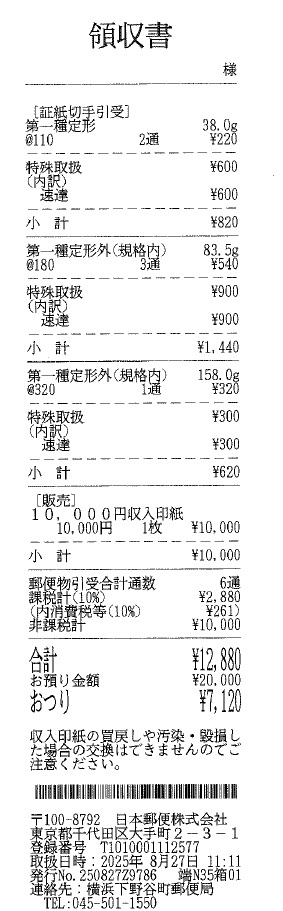 領収書
様
[証紙切手引受]
第一種定形 38.0g
@110 2通 ¥220
特殊取扱 ¥600
(内訳)
速達 ¥600
小 計 ¥820
第一種定形外(規格内) 83.5g
@180 3通 ¥540
特殊取扱 ¥900
(内訳)
速達 ¥900
小 計 ¥1,440
第一種定形外(規格内) 158.0g
@320 1通 ¥320
特殊取扱 ¥300
(内訳)
速達 ¥300
小 計 ¥620
[販売]
10,000円収入印紙
10,000円 1枚 ¥10,000
小 計 ¥10,000
郵便物引受合計通数 6通
課税計(10%) ¥2,880
(内消費税等(10%) ¥261)
非課税計 ¥10,000
合計 ¥12,880
お預り金額 ¥20,000
おつり ¥7,120
収入印紙の買戻しや汚染・毀損し
た場合の交換はできませんのでご
注意ください。
〒100-8792 日本郵便株式会社
東京都千代田区大手町2-3-1
登録番号 T1010001112577
取扱日時:2025年 8月27日 11:11
発行No.250827Z9786 端N35箱01
連絡先:横浜下野谷町郵便局
TEL:045-501-1550